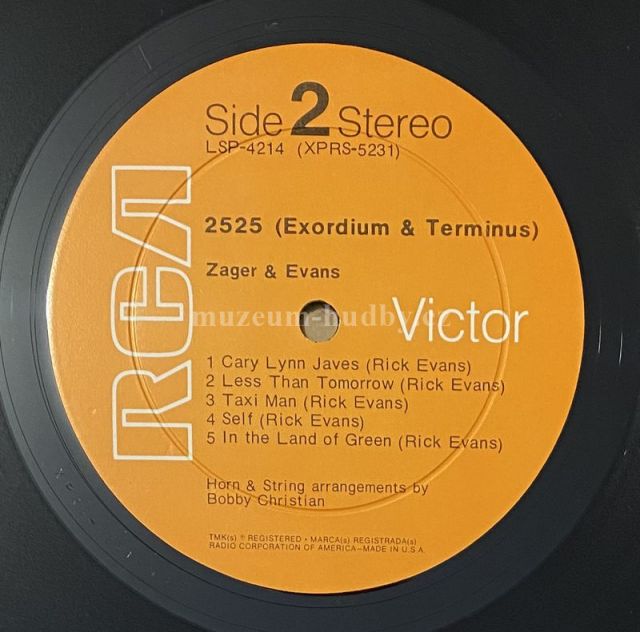 Side 2 Stereo
LSP-4214 (XPRS-5231)
2525 (Exordium & Terminus)
Zager & Evans
RCA
muzeum-hudby.cz
Victor
1 Cary Lynn Javes (Rick Evans)
2 Less Than Tomorrow (Rick Evans)
3 Taxi Man (Rick Evans)
4 Self (Rick Evans)
5 In the Land of Green (Rick Evans)
Horn & String arrangements by
Bobby Christian
TMK(s) ® REGISTERED • MARCA(s) REGISTRADA(s)
RADIO CORPORATION OF AMERICA—MADE IN U.S.A.